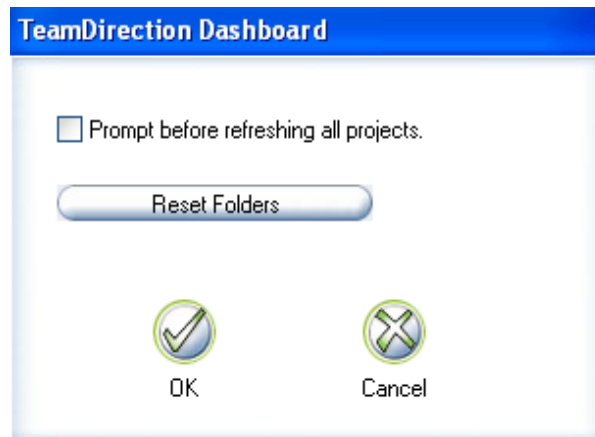 TeamDirection Dashboard
Prompt before refreshing all projects.
Reset Folders
OK Cancel